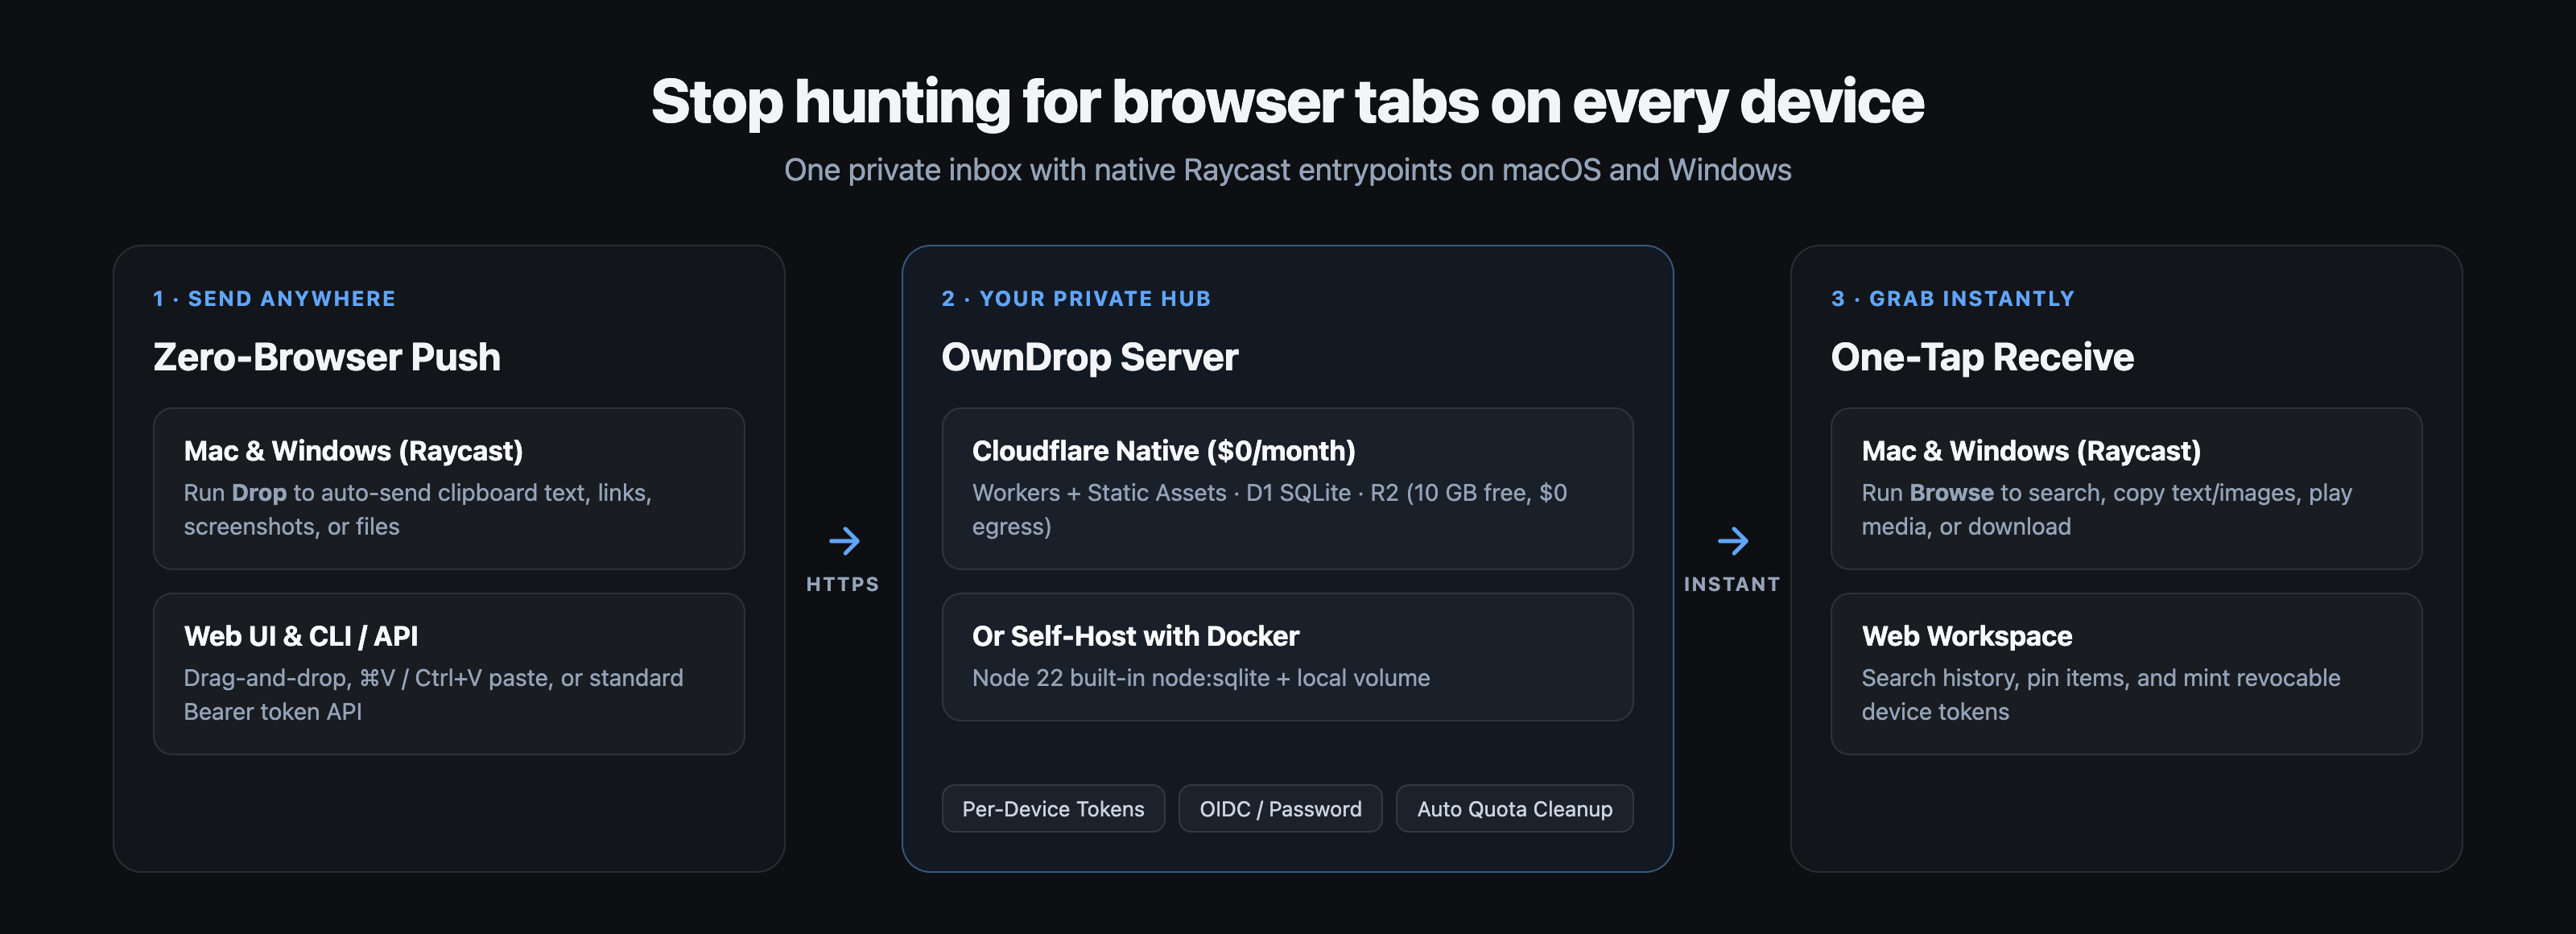 Stop hunting for browser tabs on every device
One private inbox with native Raycast entrypoints on macOS and Windows
1 · SEND ANYWHERE
Zero-Browser Push
Mac & Windows (Raycast)
Run Drop to auto-send clipboard text, links,
screenshots, or files
Web UI & CLI / API
Drag-and-drop, ⌘V / Ctrl+V paste, or standard
Bearer token API
HTTPS
2 · YOUR PRIVATE HUB
OwnDrop Server
Cloudflare Native ($0/month)
Workers + Static Assets · D1 SQLite · R2 (10 GB free, $0
egress)
Or Self-Host with Docker
Node 22 built-in node:sqlite + local volume
Per-Device Tokens
OIDC / Password
Auto Quota Cleanup
INSTANT
3 · GRAB INSTANTLY
One-Tap Receive
Mac & Windows (Raycast)
Run Browse to search, copy text/images, play
media, or download
Web Workspace
Search history, pin items, and mint revocable
device tokens